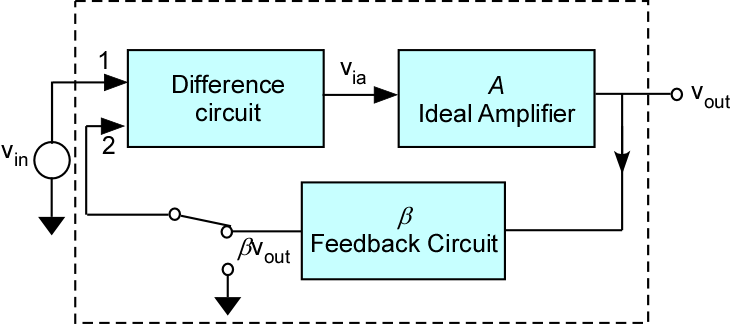 1
Difference
circuit
v_ia
A
Ideal Amplifier
v_out
2
v_in
β
Feedback Circuit
βv_out